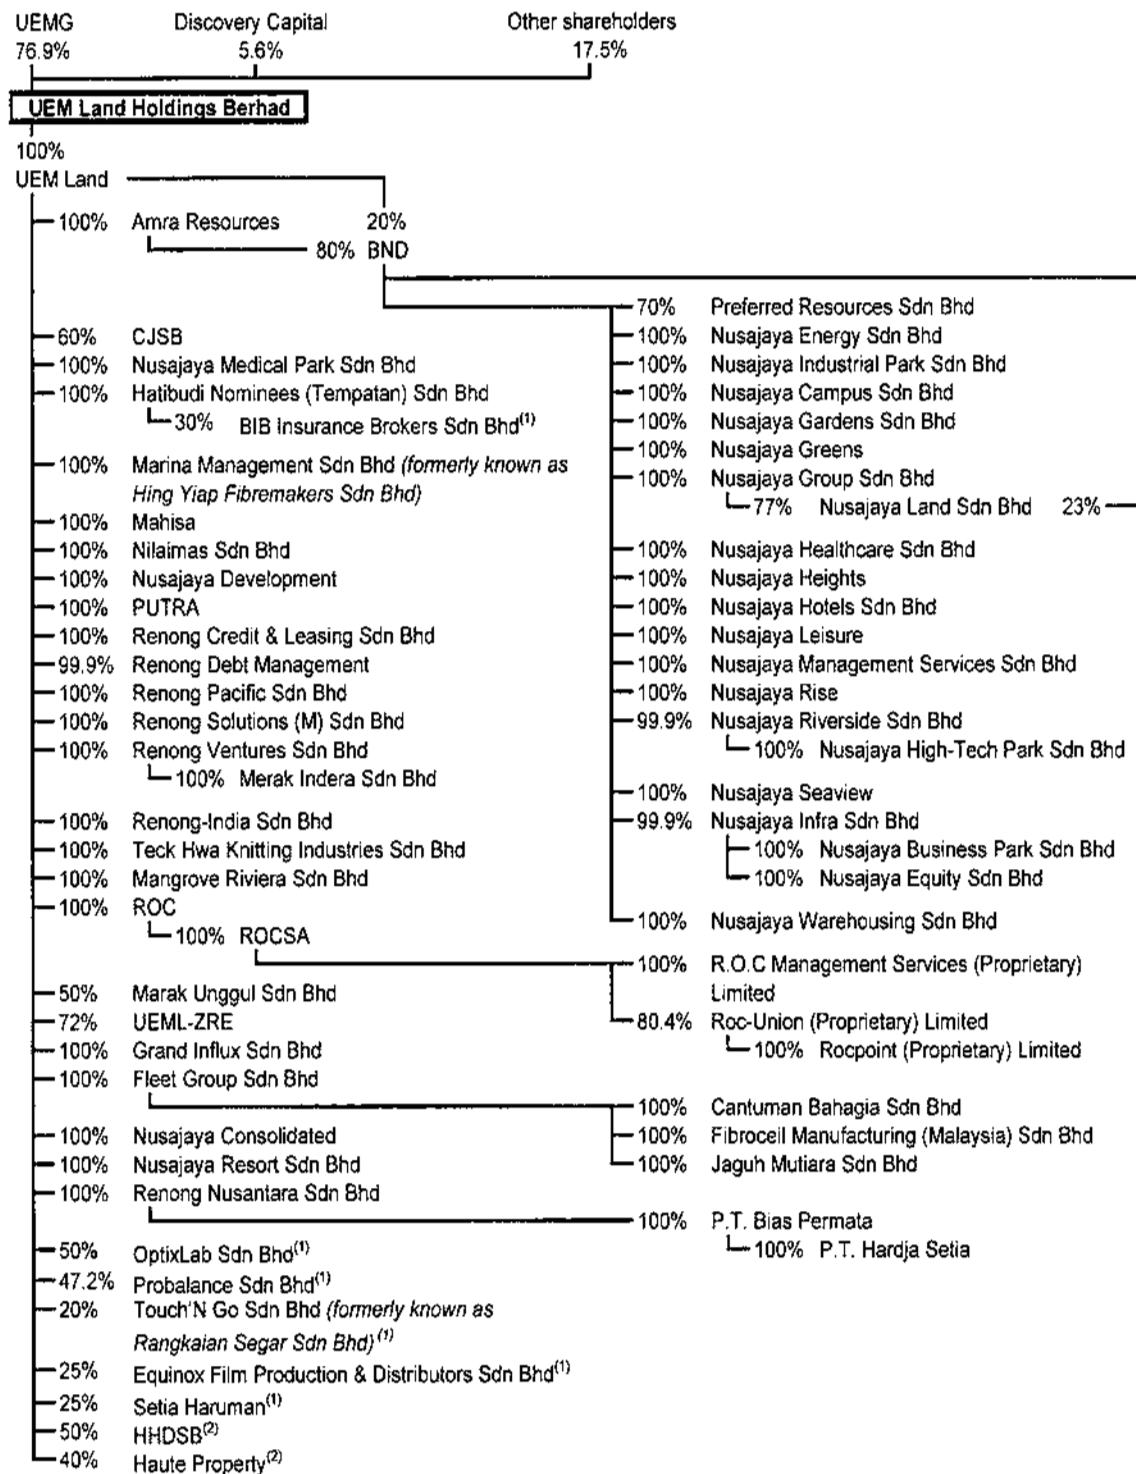 UEMG Discovery Capital Other shareholders
76.9% 5.6% 17.5%
UEM Land Holdings Berhad
100%
UEM Land
100% Amra Resources 20%
80% BND
70% Preferred Resources Sdn Bhd
60% CJSB 100% Nusajaya Energy Sdn Bhd
100% Nusajaya Medical Park Sdn Bhd 100% Nusajaya Industrial Park Sdn Bhd
100% Hatibudi Nominees (Tempatan) Sdn Bhd 100% Nusajaya Campus Sdn Bhd
30% BIB Insurance Brokers Sdn Bhd(1) 100% Nusajaya Gardens Sdn Bhd
100% Nusajaya Greens
100% Marina Management Sdn Bhd (formerly known as 100% Nusajaya Group Sdn Bhd
Hing Yiap Fibremakers Sdn Bhd) 77% Nusajaya Land Sdn Bhd 23%
100% Mahisa
100% Nilaimas Sdn Bhd 100% Nusajaya Healthcare Sdn Bhd
100% Nusajaya Development 100% Nusajaya Heights
100% PUTRA 100% Nusajaya Hotels Sdn Bhd
100% Renong Credit & Leasing Sdn Bhd 100% Nusajaya Leisure
99.9% Renong Debt Management 100% Nusajaya Management Services Sdn Bhd
100% Renong Pacific Sdn Bhd 100% Nusajaya Rise
100% Renong Solutions (M) Sdn Bhd 99.9% Nusajaya Riverside Sdn Bhd
100% Renong Ventures Sdn Bhd 100% Nusajaya High-Tech Park Sdn Bhd
100% Merak Indera Sdn Bhd
100% Nusajaya Seaview
100% Renong-India Sdn Bhd 99.9% Nusajaya Infra Sdn Bhd
100% Teck Hwa Knitting Industries Sdn Bhd 100% Nusajaya Business Park Sdn Bhd
100% Mangrove Riviera Sdn Bhd 100% Nusajaya Equity Sdn Bhd
100% ROC
100% Nusajaya Warehousing Sdn Bhd
100% ROCSA
100% R.O.C Management Services (Proprietary)
50% Marak Unggul Sdn Bhd Limited
72% UEML-ZRE 80.4% Roc-Union (Proprietary) Limited
100% Grand Influx Sdn Bhd 100% Rocpoint (Proprietary) Limited
100% Fleet Group Sdn Bhd
100% Cantuman Bahagia Sdn Bhd
100% Nusajaya Consolidated 100% Fibroceil Manufacturing (Malaysia) Sdn Bhd
100% Nusajaya Resort Sdn Bhd 100% Jaguh Mutiara Sdn Bhd
100% Renong Nusantara Sdn Bhd
100% P.T. Bias Permata
50% OptixLab Sdn Bhd(1) 100% P.T. Hardja Setia
47.2% Probalance Sdn Bhd(1)
20% Touch'N Go Sdn Bhd (formerly known as
Rangkaian Segar Sdn Bhd)(1)
25% Equinox Film Production & Distributors Sdn Bhd(1)
25% Setia Haruman(1)
50% HHDSB(2)
40% Haute Property(2)